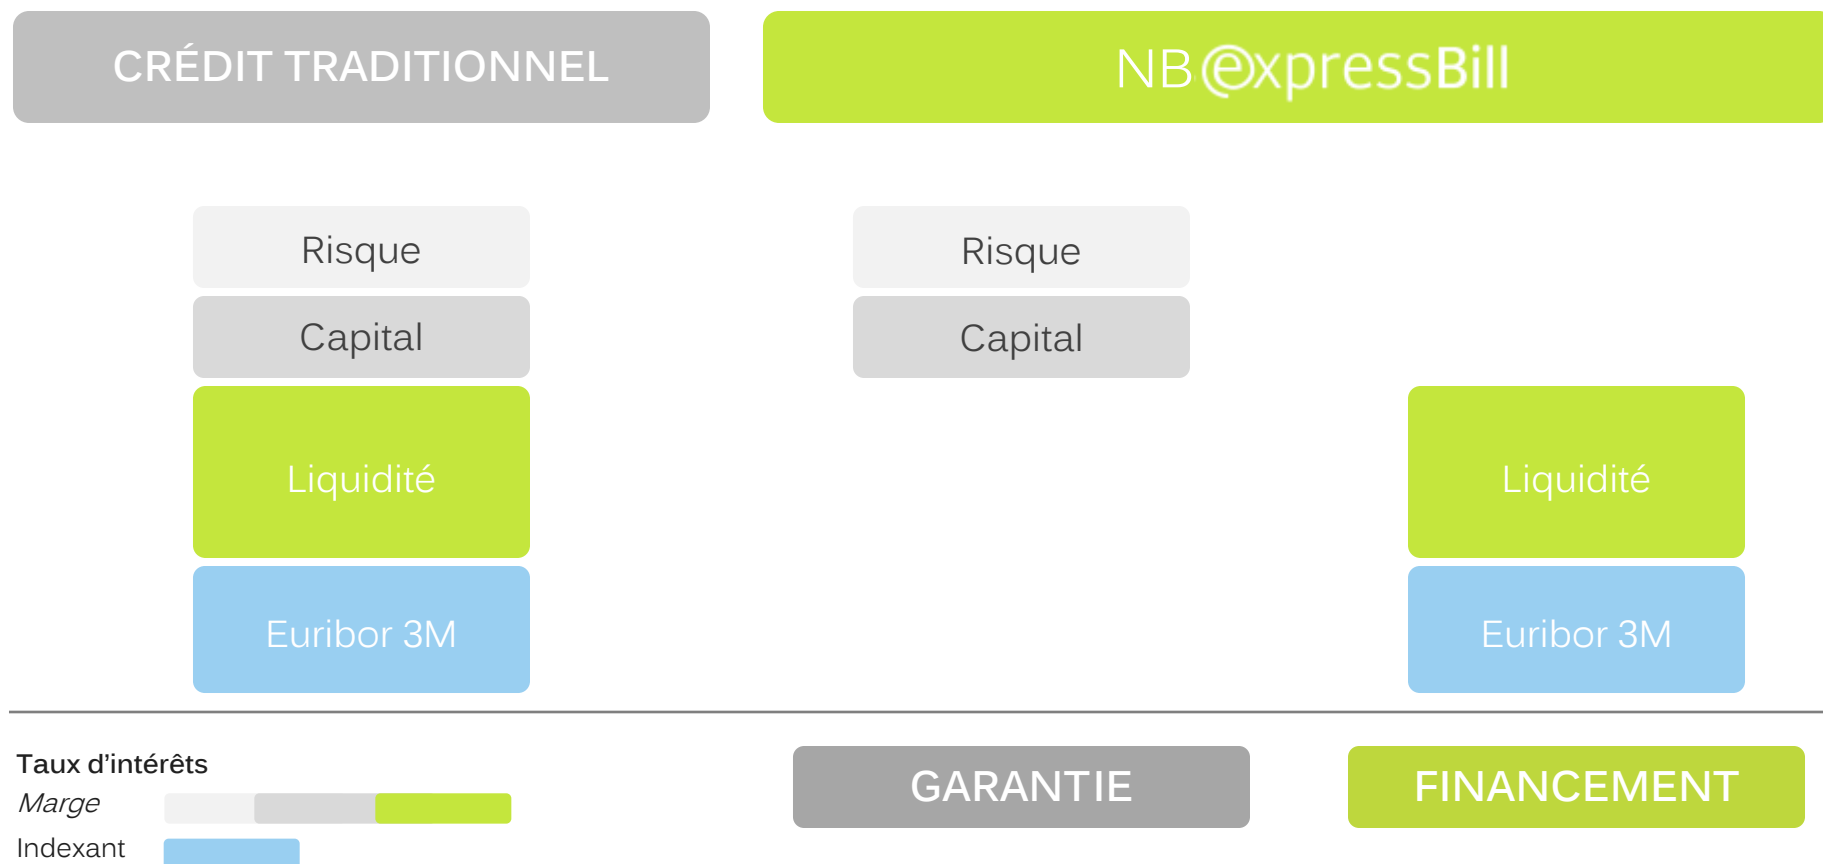 CRÉDIT TRADITIONNEL
NB expressBill
Risque
Capital
Liquidité
Euribor 3M
Risque
Capital
Liquidité
Euribor 3M
Taux d'intérêts
Marge
Indexant
GARANTIE
FINANCEMENT